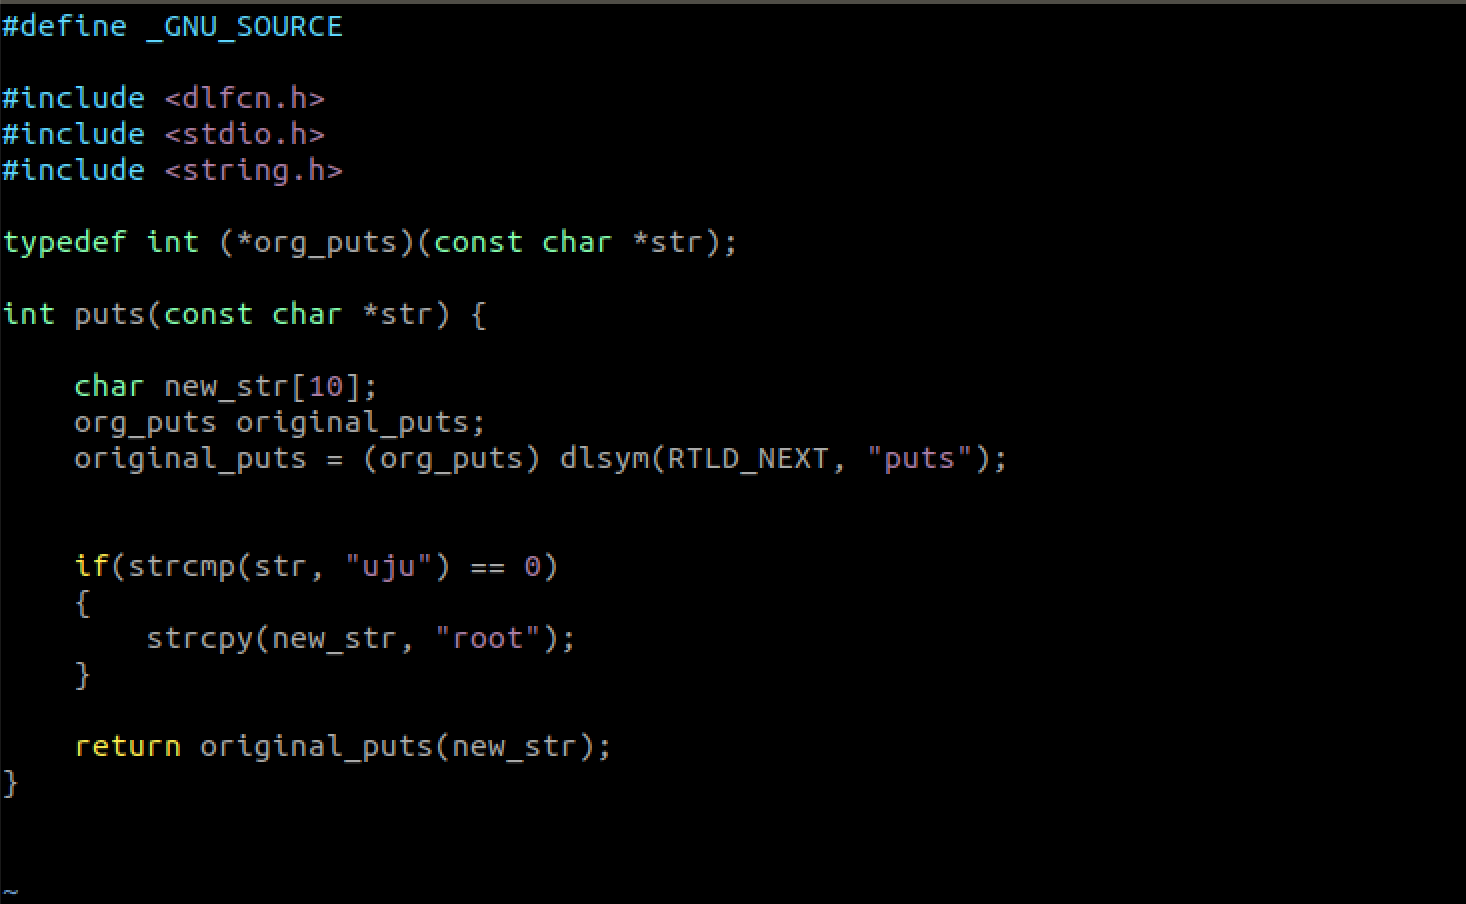 #define _GNU_SOURCE
#include <dlfcn.h>
#include <stdio.h>
#include <string.h>
typedef int (*org_puts)(const char *str);
int puts(const char *str) {
    char new_str[10];
    org_puts original_puts;
    original_puts = (org_puts) dlsym(RTLD_NEXT, "puts");
    if(strcmp(str, "uju") == 0)
    {
        strcpy(new_str, "root");
    }
    return original_puts(new_str);
}
~